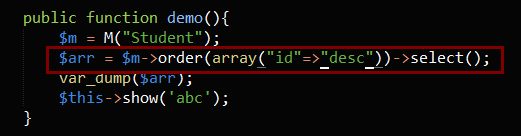 public function demo(){
$m = M("Student");
$arr = $m->order(array("id"=>"desc"))->select();
var_dump($arr);
$this->show('abc');
}